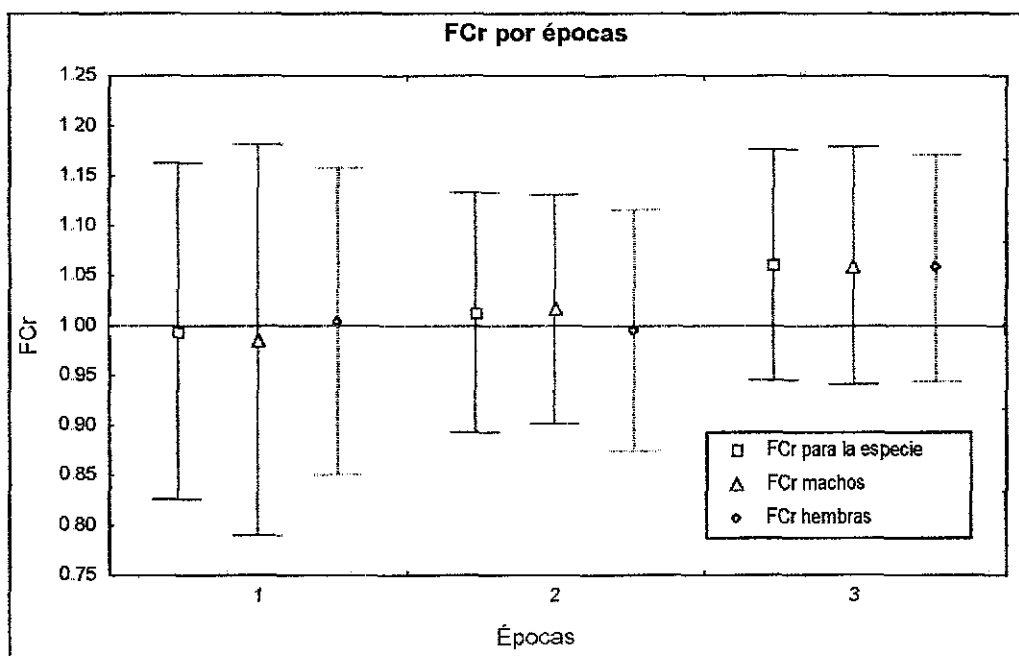 FCr por épocas
1.25
1.20
1.15
1.10
1.05
1.00
0.95
0.90
0.85
0.80
0.75
FCr
FCr para la especie
FCr machos
FCr hembras
1 2 3
Épocas